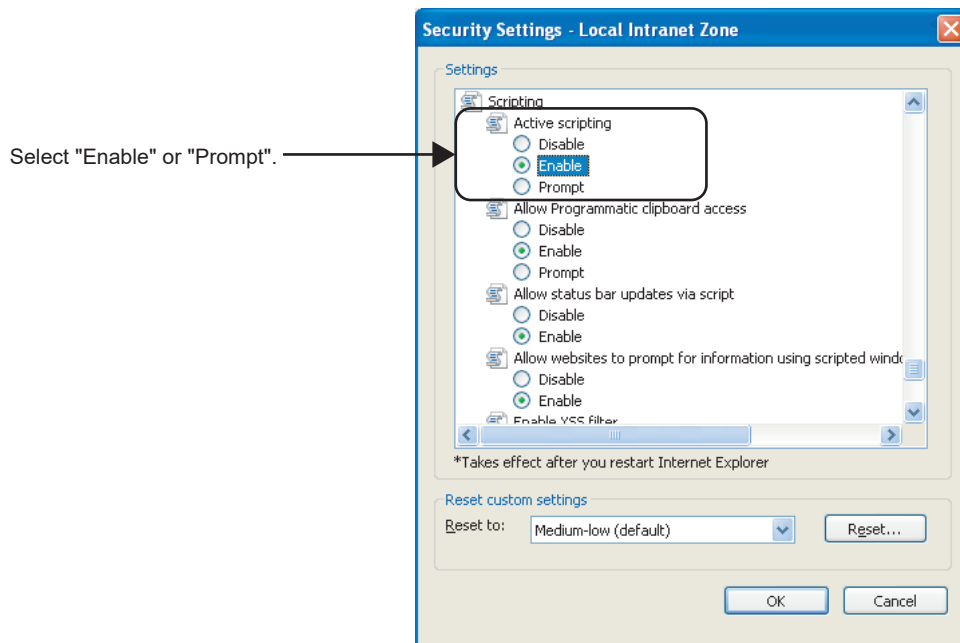 Security Settings - Local Intranet Zone
Settings
Scripting
Active scripting
Disable
Select "Enable" or "Prompt".
Enable
Prompt
Allow Programmatic clipboard access
Disable
Enable
Prompt
Allow status bar updates via script
Disable
Enable
Allow websites to prompt for information using scripted windo
Disable
Enable
Enable XSS filter
*Takes effect after you restart Internet Explorer
Reset custom settings
Reset to:
Medium-low (default)
Reset...
OK
Cancel